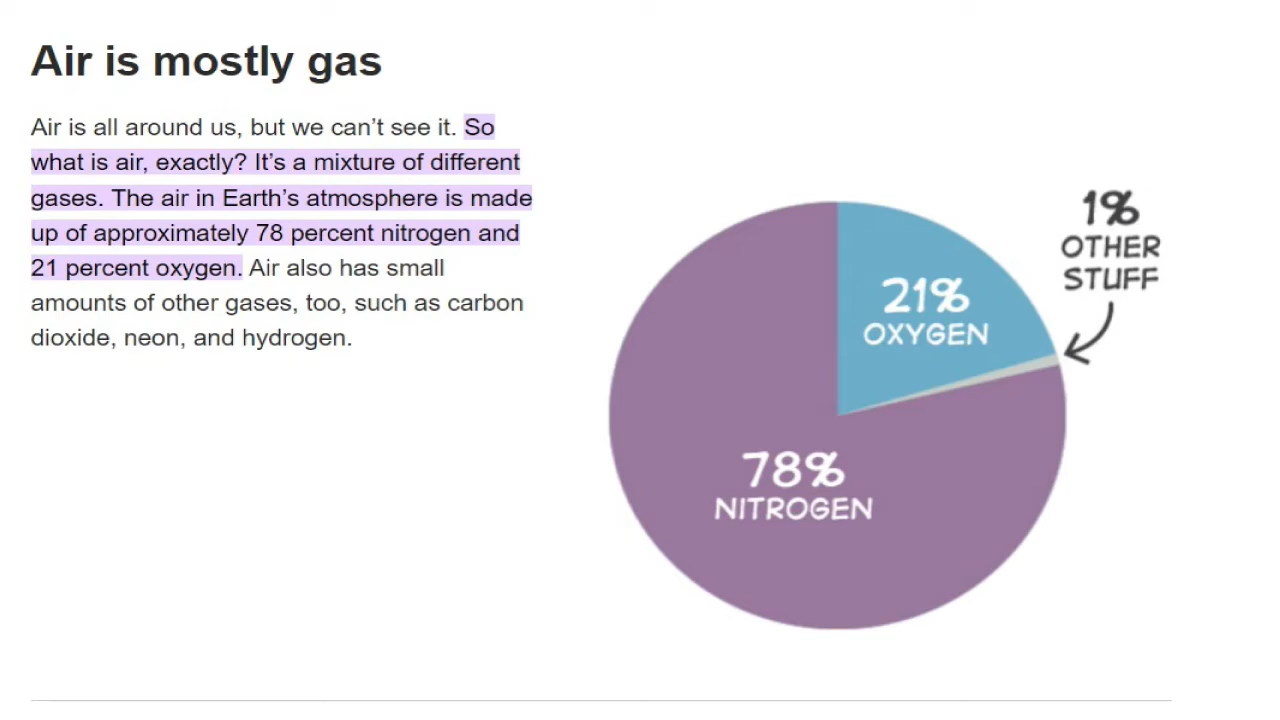 Air is mostly gas
Air is all around us, but we can’t see it. So
what is air, exactly? It’s a mixture of different
gases. The air in Earth’s atmosphere is made
up of approximately 78 percent nitrogen and
21 percent oxygen. Air also has small
amounts of other gases, too, such as carbon
dioxide, neon, and hydrogen.
1%
OTHER
STUFF
21%
OXYGEN
78%
NITROGEN